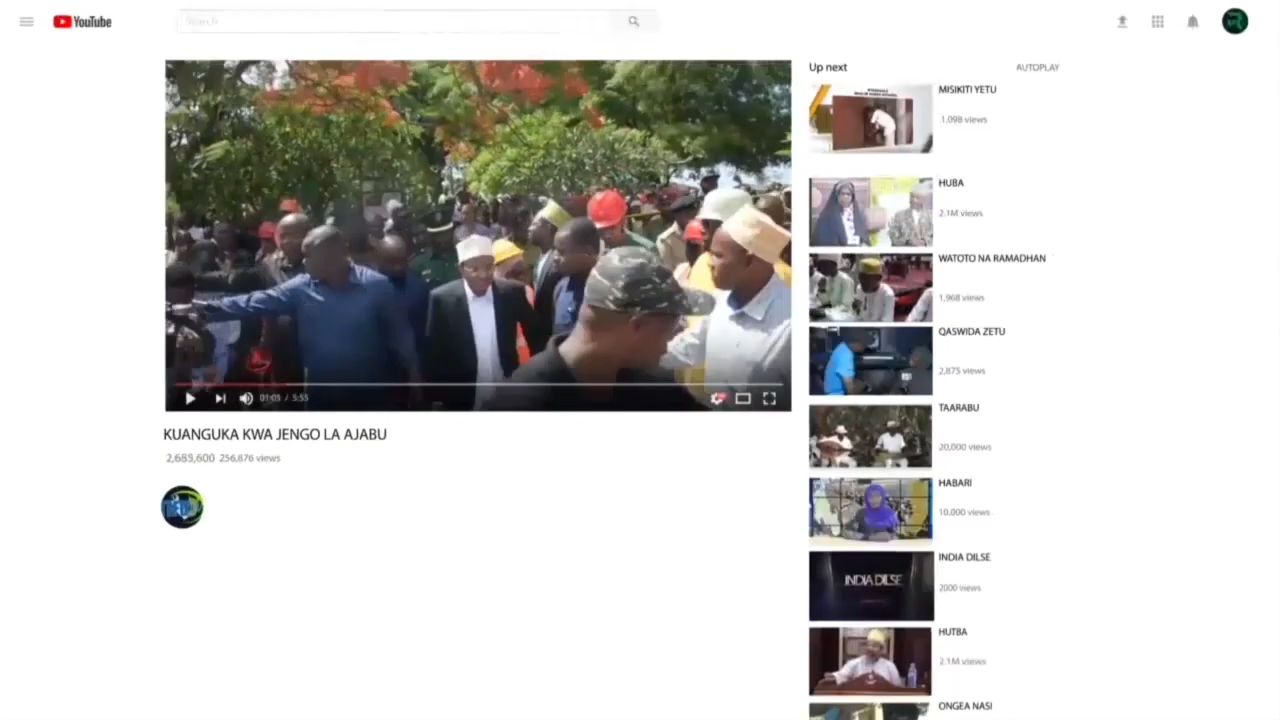 YouTube
Search
Up next
AUTOPLAY
MISIKITI YETU
1,098 views
HUBA
2.1M views
WATOTO NA RAMADHAN
1,968 views
QASWIDA ZETU
2,875 views
TAARABU
20,000 views
HABARI
10,000 views
INDIA DILSE
INDIA DILSE
2000 views
HUTBA
2.1M views
ONGEA NASI
01:05 / 5:55
KUANGUKA KWA JENGO LA AJABU
2,685,600 256,876 views